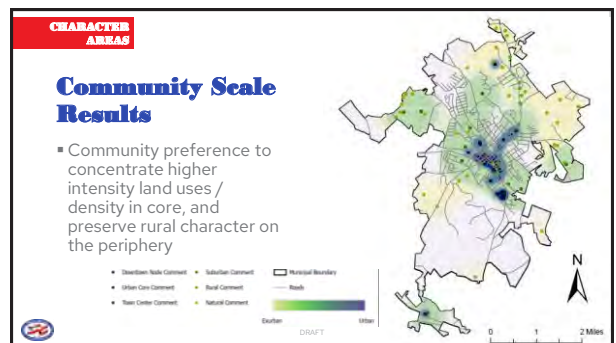 CHARACTER
AREAS
Community Scale
Results
▪ Community preference to
concentrate higher
intensity land uses /
density in core, and
preserve rural character on
the periphery
Downtown Node Comment
Suburban Comment
Municipal Boundary
Urban Core Comment
Rural Comment
Roads
Town Center Comment
Natural Comment
Exurban
Urban
DRAFT
N
0 1 2 Miles